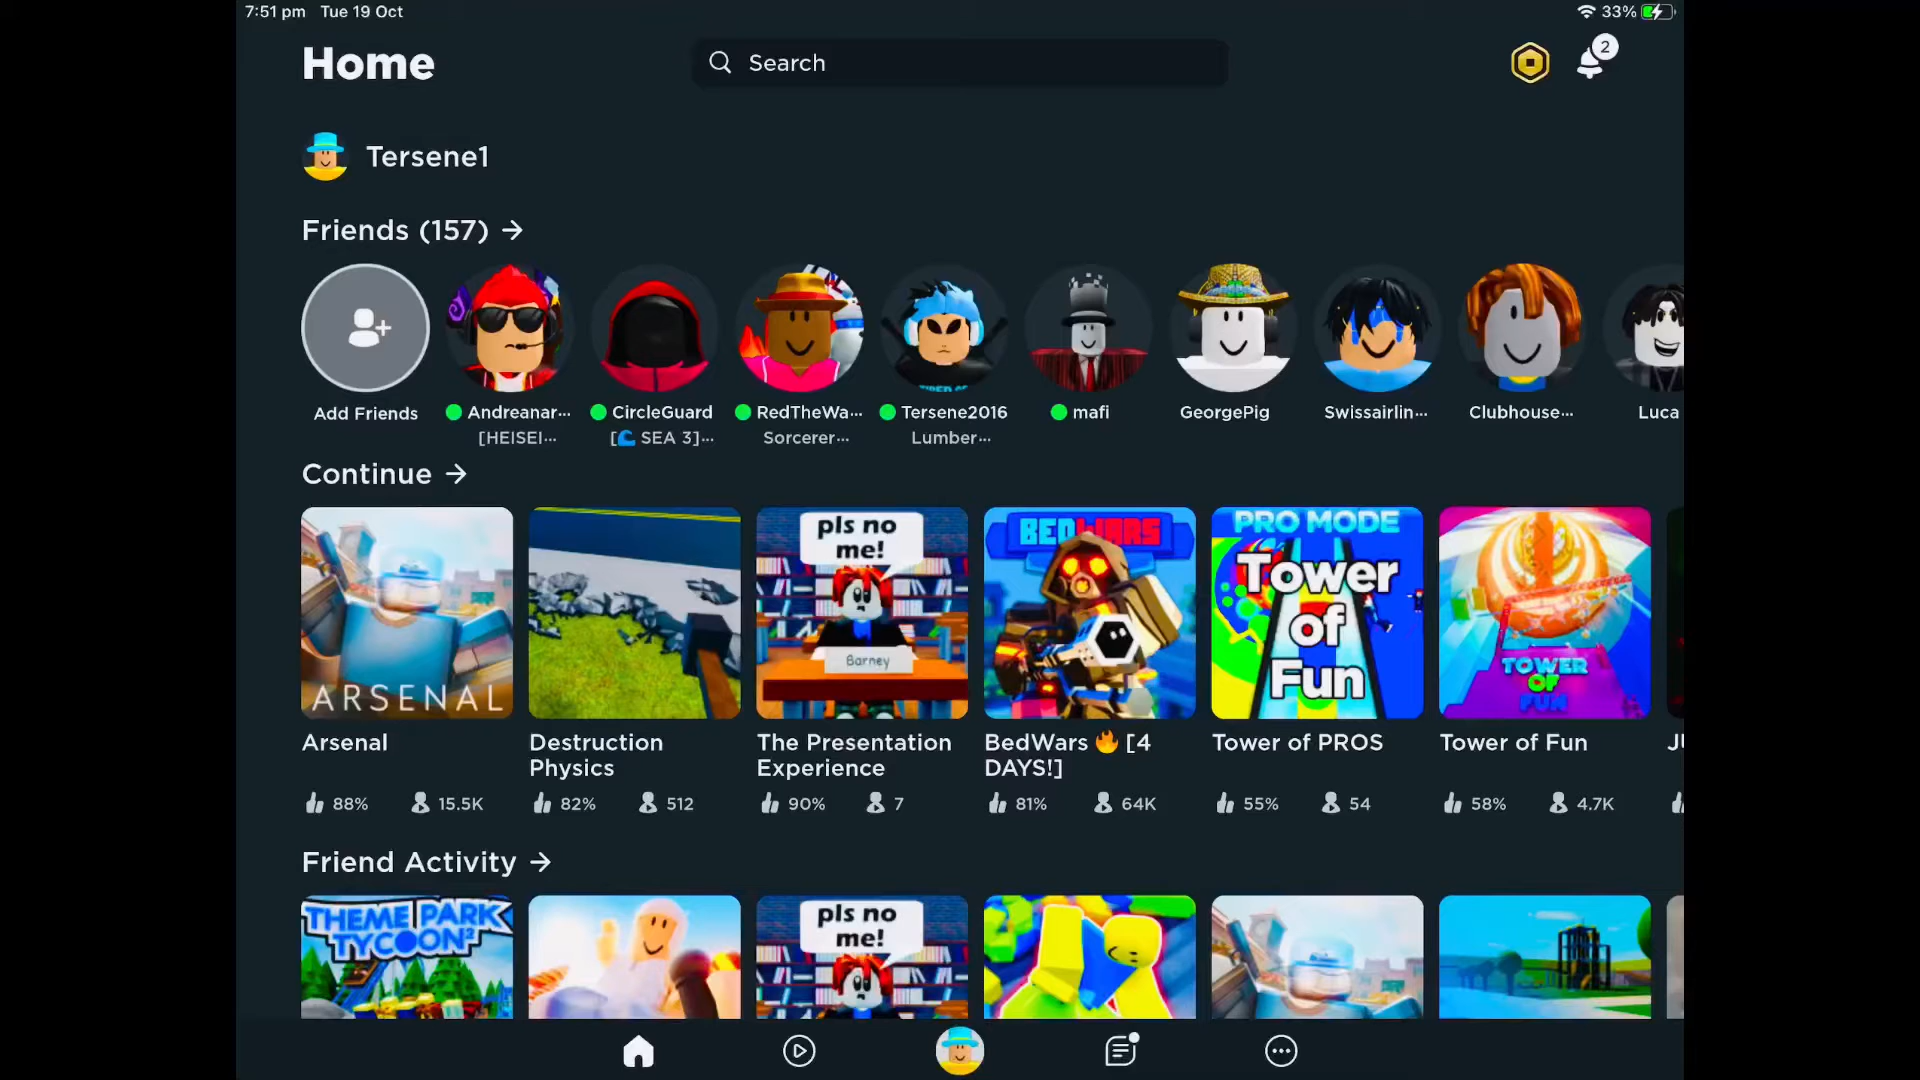 7:51 pm Tue 19 Oct 33%
Home
Search
2
Tersene1
Friends (157) →
Add Friends
Andreanar...
[HEISEI...
CircleGuard
[🌊 SEA 3]...
RedTheWa...
Sorcerer...
Tersene2016
Lumber...
mafi
GeorgePig
Swissairlin...
Clubhouse...
Luca
Continue →
ARSENAL
pls no
me!
Barney
BEDWARS
PRO MODE
Tower
of
Fun
TOWER
OF
FUN
Arsenal
88% 15.5K
Destruction
Physics
82% 512
The Presentation
Experience
90% 7
BedWars 🔥 [4
DAYS!]
81% 64K
Tower of PROS
55% 54
Tower of Fun
58% 4.7K
Friend Activity →
THEME PARK
TYCOON2
pls no
me!